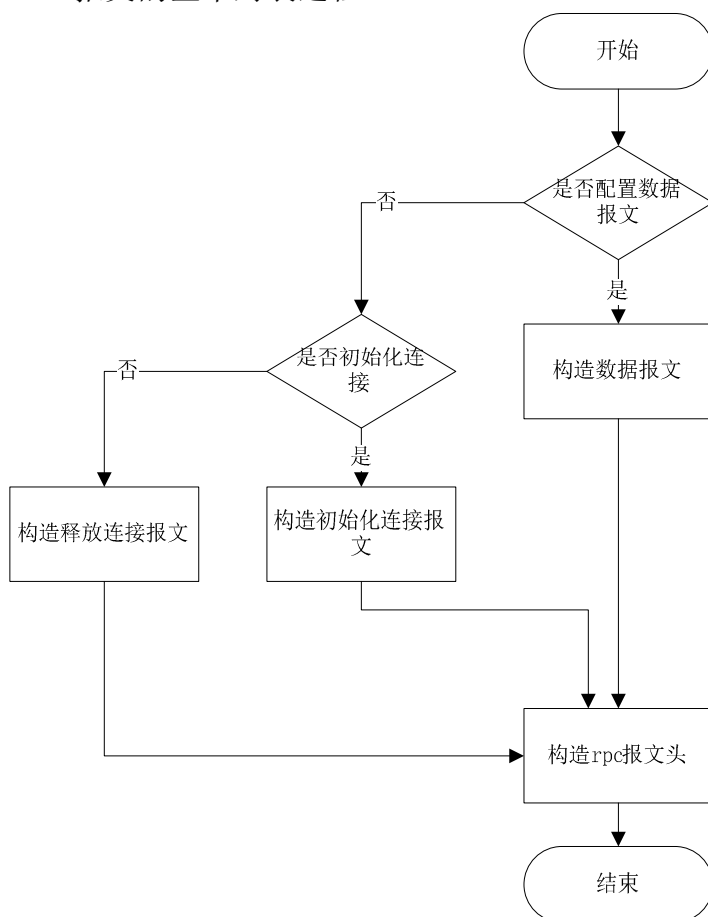 开始
是否配置数据
报文
否
是
是否初始化连
接
构造数据报文
否
是
构造释放连接报文
构造初始化连接报
文
构造rpc报文头
结束